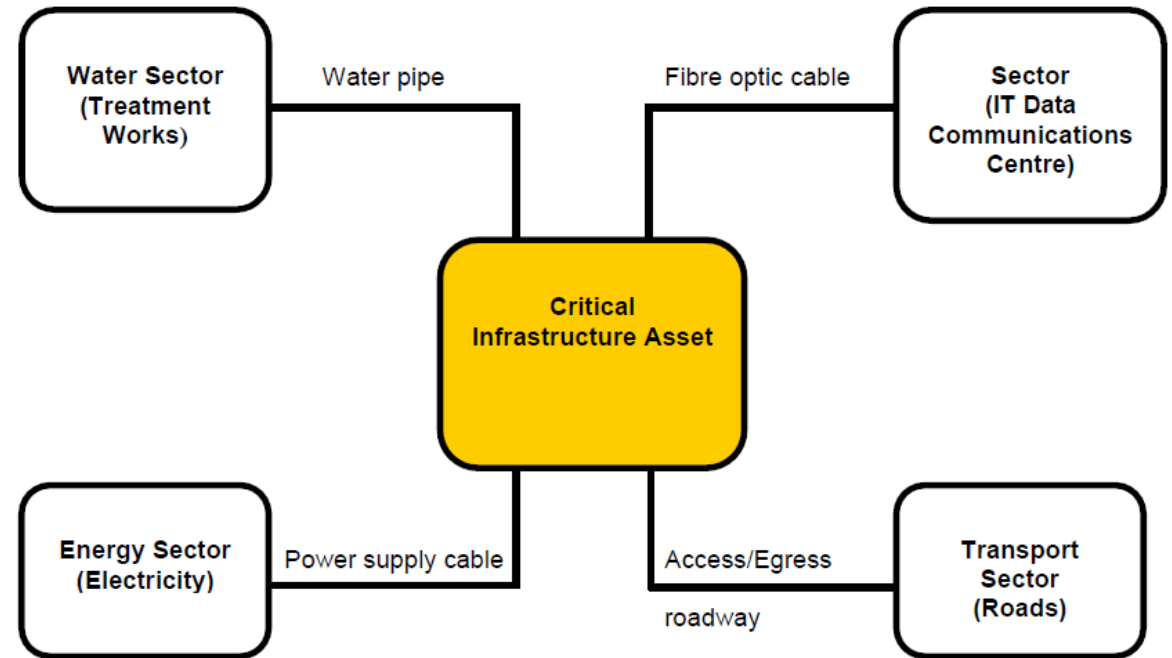 Water Sector
(Treatment
Works)
Water pipe
Fibre optic cable
Sector
(IT Data
Communications
Centre)
Critical
Infrastructure Asset
Energy Sector
(Electricity)
Power supply cable
Access/Egress
roadway
Transport
Sector
(Roads)